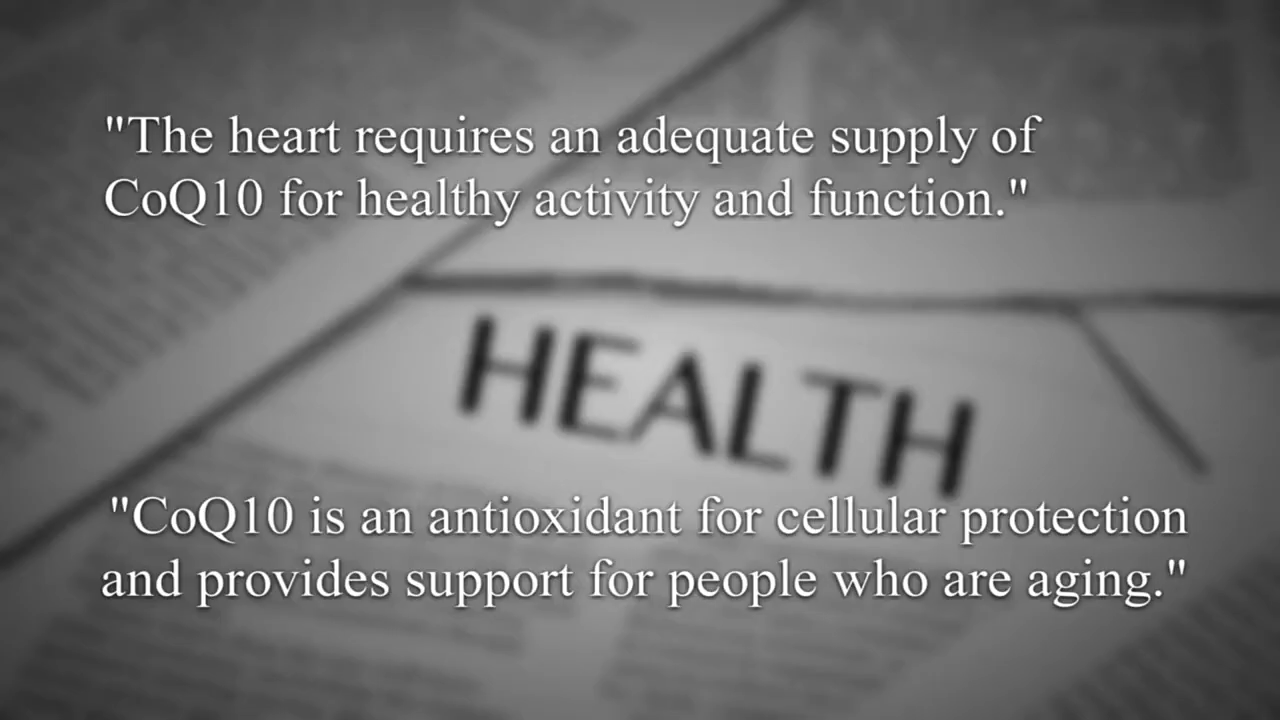 "The heart requires an adequate supply of
CoQ10 for healthy activity and function."
HEALTH
"CoQ10 is an antioxidant for cellular protection
and provides support for people who are aging."